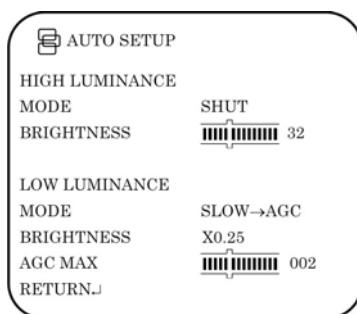 AUTO SETUP
HIGH LUMINANCE
MODE SHUT
BRIGHTNESS 32
LOW LUMINANCE
MODE SLOW→AGC
BRIGHTNESS X0.25
AGC MAX 002
RETURN↵